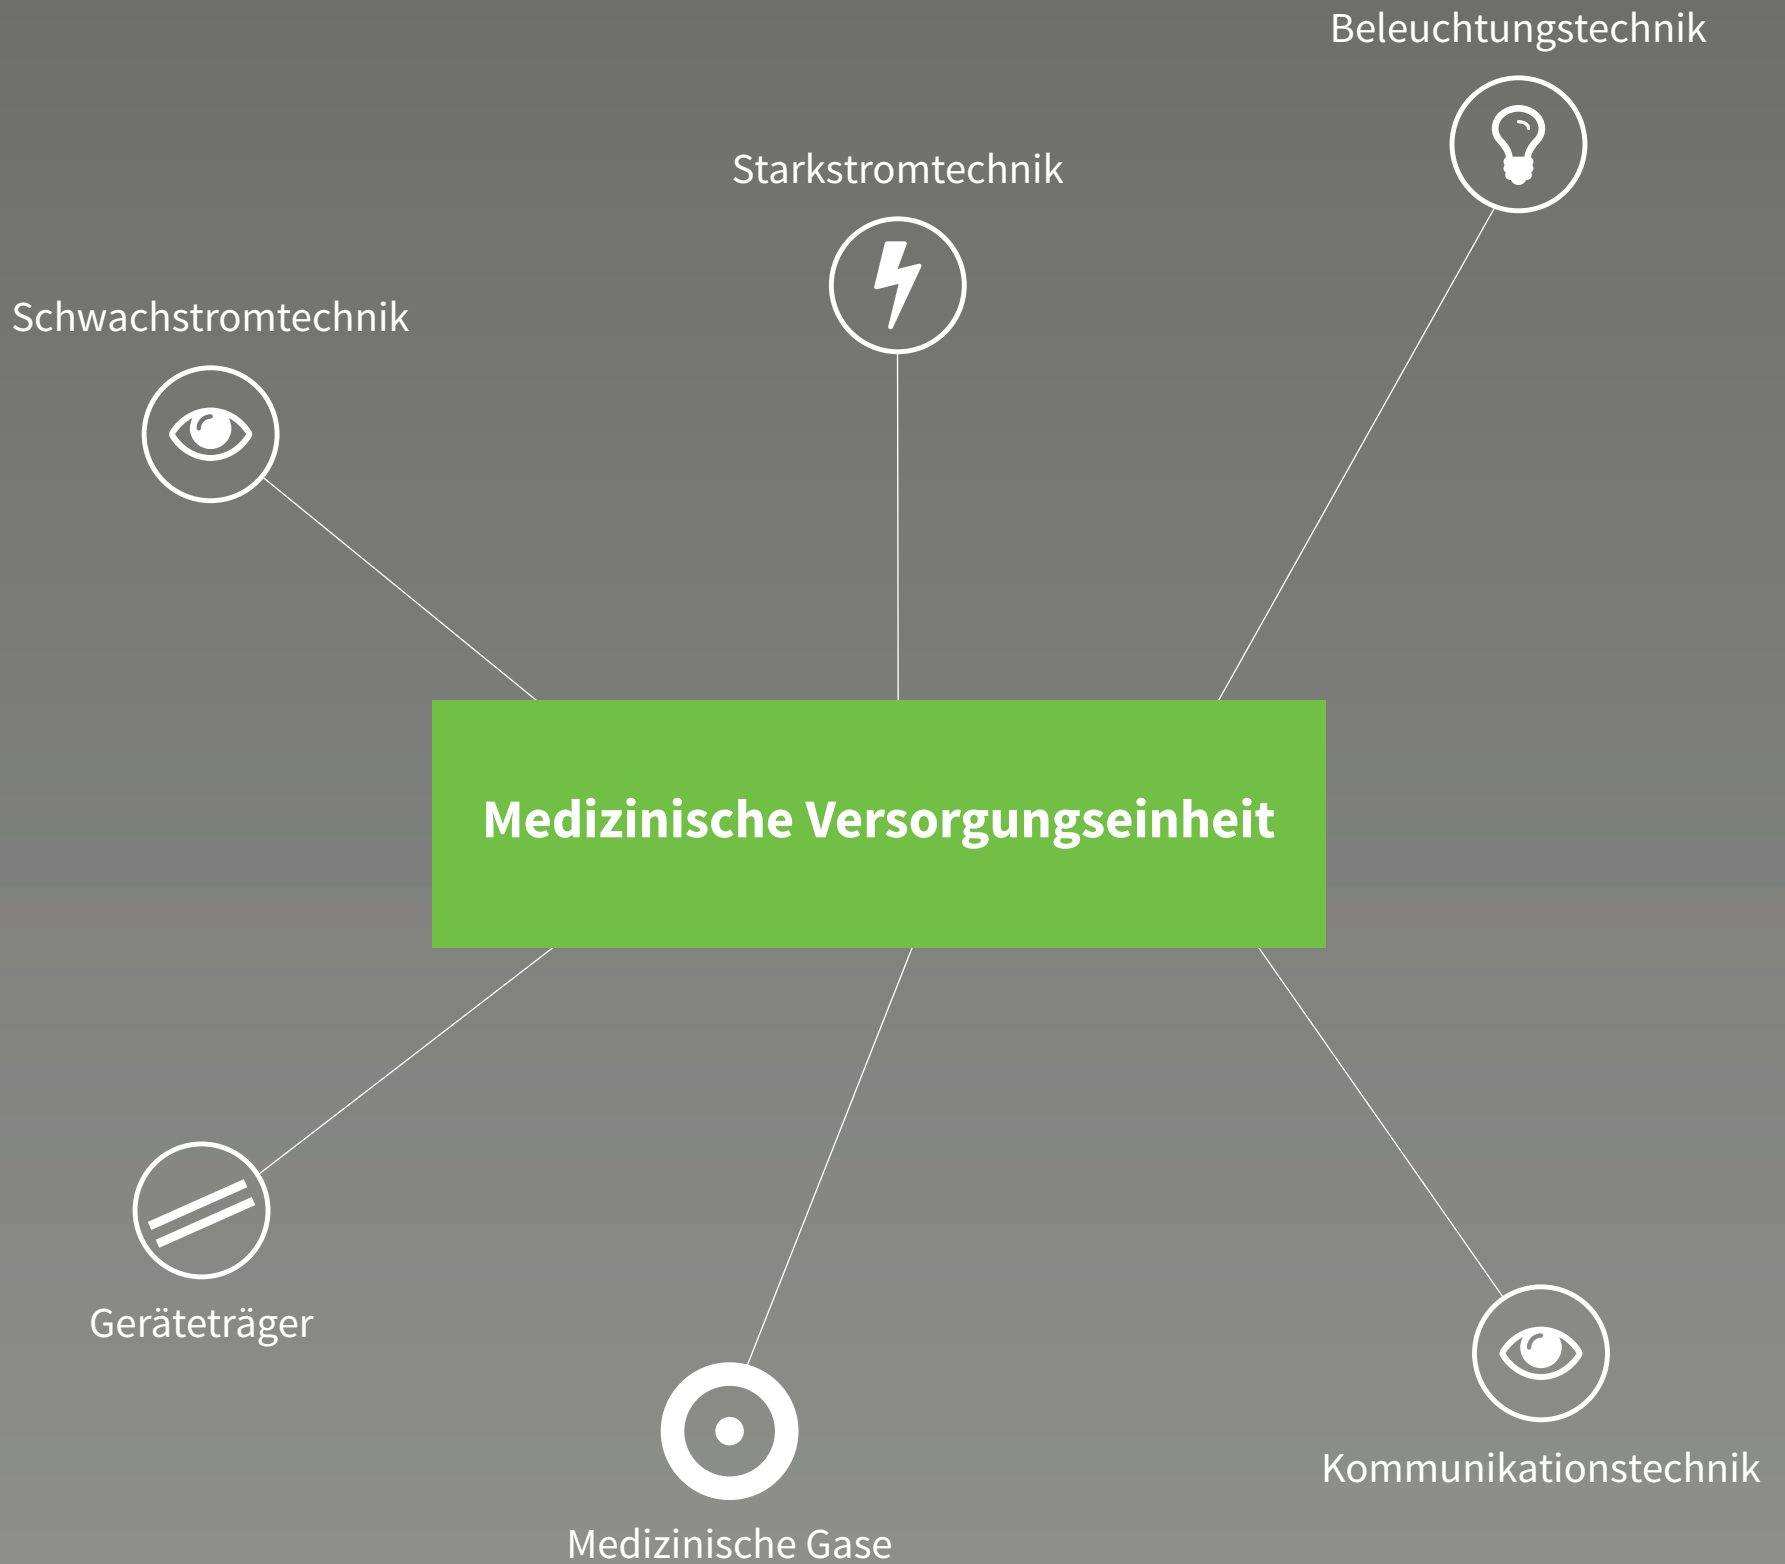 Beleuchtungstechnik
Starkstromtechnik
Schwachstromtechnik
Medizinische Versorgungseinheit
Geräteträger
Kommunikationstechnik
Medizinische Gase